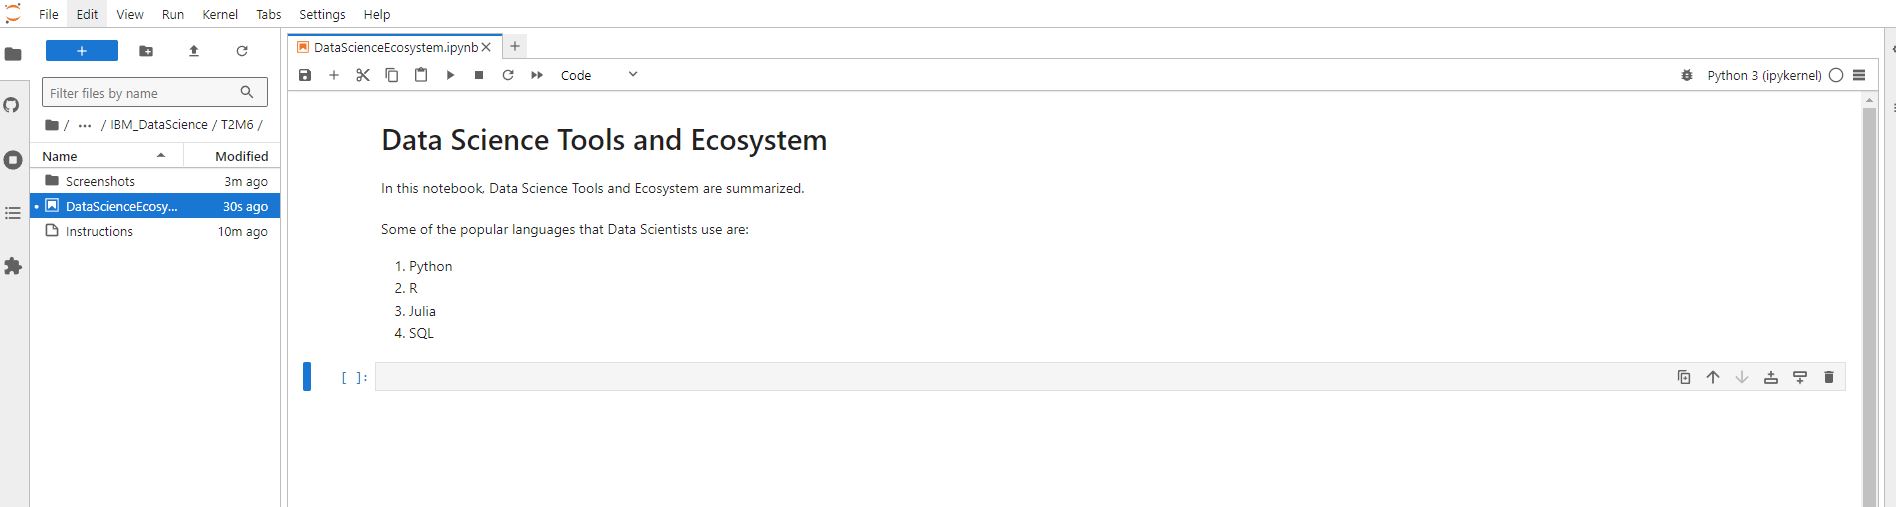 File Edit View Run Kernel Tabs Settings Help
DataScienceEcosystem.ipynb
Code
Python 3 (ipykernel)
Filter files by name
/ ··· / IBM_DataScience / T2M6 /
Name Modified
Screenshots 3m ago
DataScienceEcosy... 30s ago
Instructions 10m ago
Data Science Tools and Ecosystem
In this notebook, Data Science Tools and Ecosystem are summarized.
Some of the popular languages that Data Scientists use are:
1. Python
2. R
3. Julia
4. SQL
[ ]: